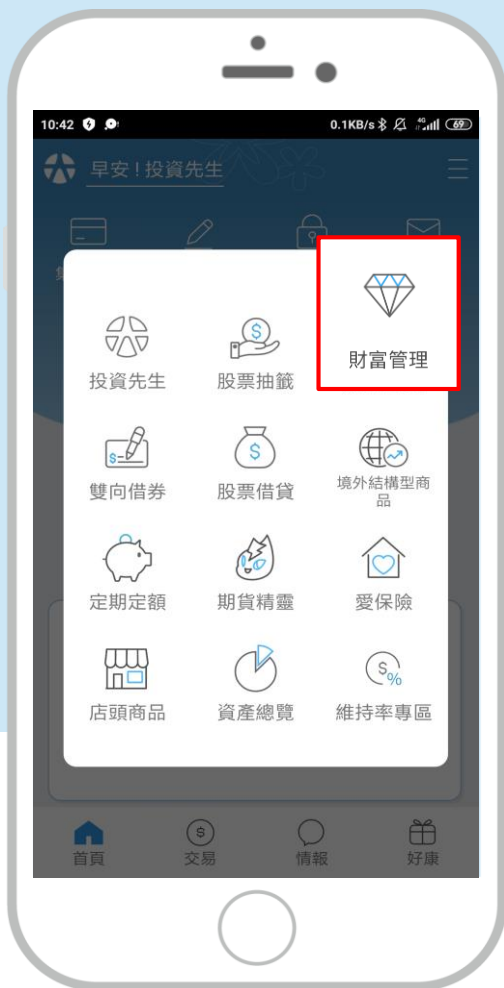 10:42
0.1KB/s
4G
69
早安!投資先生
投資先生
股票抽籤
財富管理
雙向借券
股票借貸
境外結構型商
品
定期定額
期貨精靈
愛保險
店頭商品
資產總覽
維持率專區
首頁
交易
情報
好康